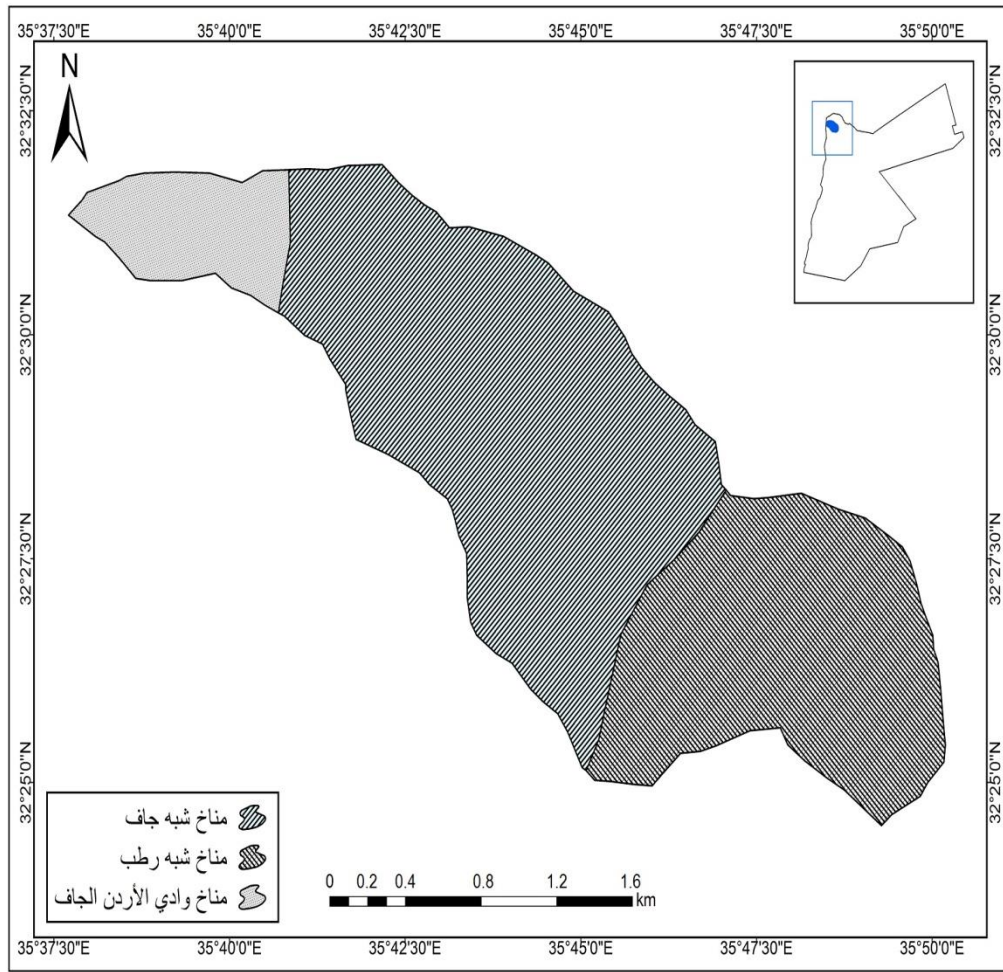 35°37'30"E 35°40'0"E 35°42'30"E 35°45'0"E 35°47'30"E 35°50'0"E
N
32°32'30"N 32°32'30"N
32°30'0"N 32°30'0"N
32°27'30"N 32°27'30"N
32°25'0"N 32°25'0"N
مناخ شبه جاف
مناخ شبه رطب
مناخ وادي الأردن الجاف
0 0.2 0.4 0.8 1.2 1.6
km
35°37'30"E 35°40'0"E 35°42'30"E 35°45'0"E 35°47'30"E 35°50'0"E